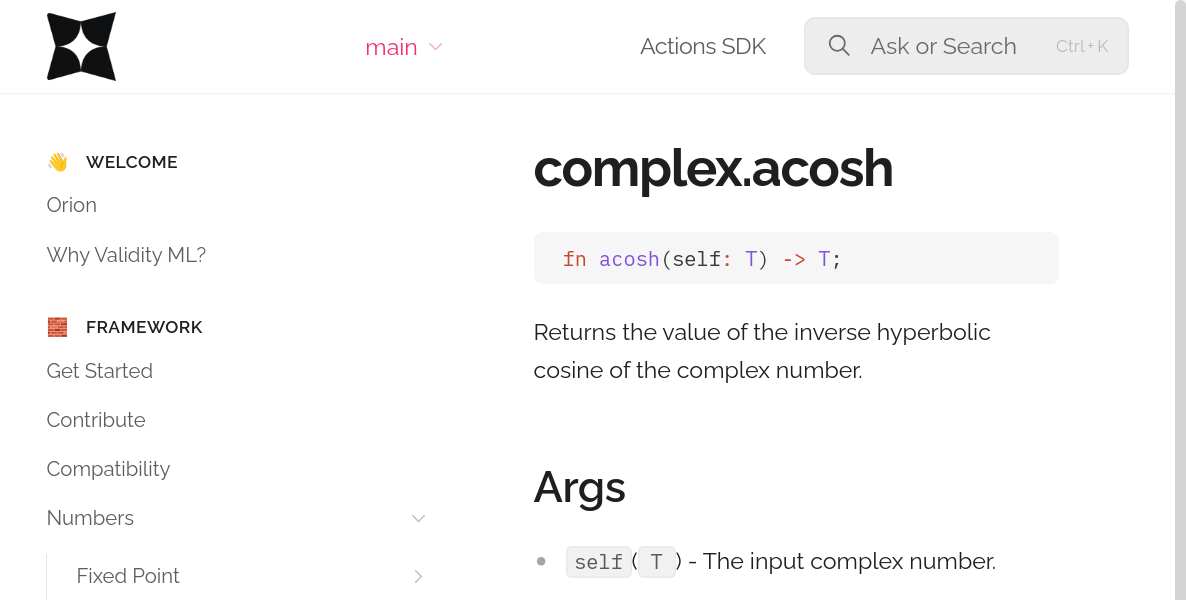 main
Actions SDK
Ask or Search
Ctrl + K
👋 WELCOME
Orion
Why Validity ML?
🧱 FRAMEWORK
Get Started
Contribute
Compatibility
Numbers
Fixed Point
complex.acosh
fn acosh(self: T) -> T;
Returns the value of the inverse hyperbolic
cosine of the complex number.
Args
• self(T) - The input complex number.